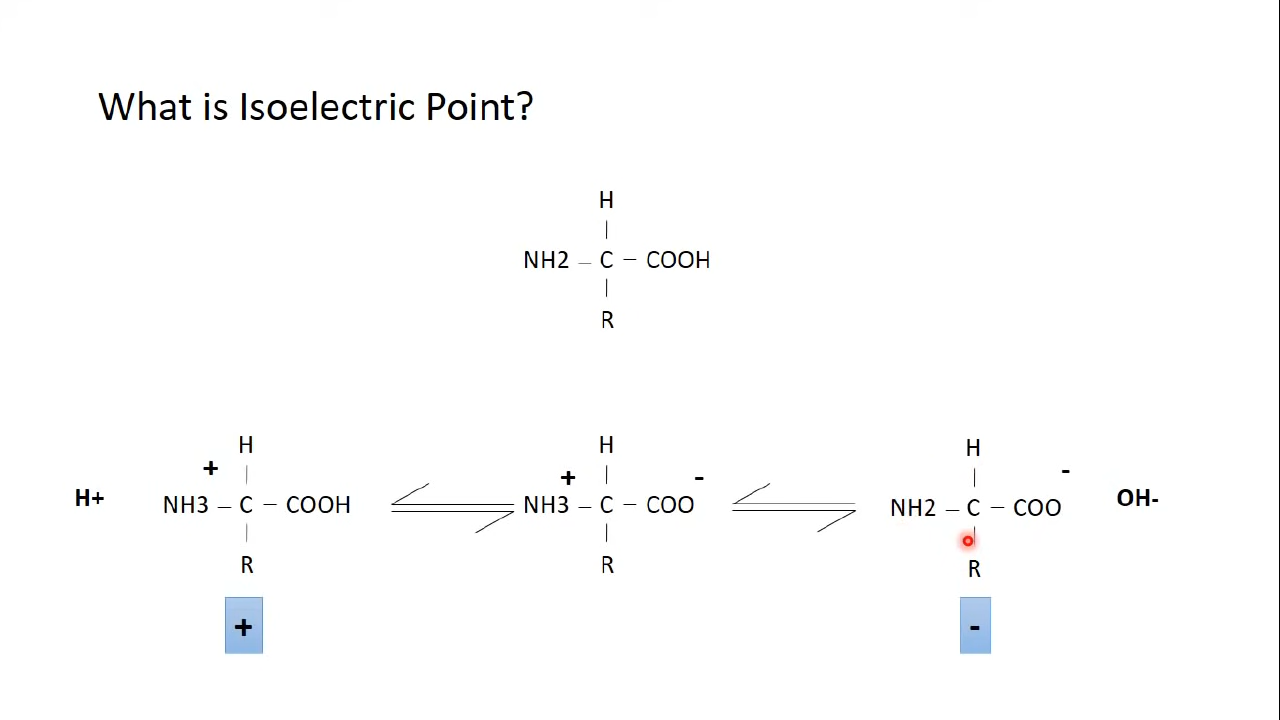 What is Isoelectric Point?
H
|
NH2 – C – COOH
|
R
H H H
+ + - -
| | |
H+ NH3 – C – COOH NH3 – C – COO NH2 – C – COO OH-
| | |
R R R
+ -